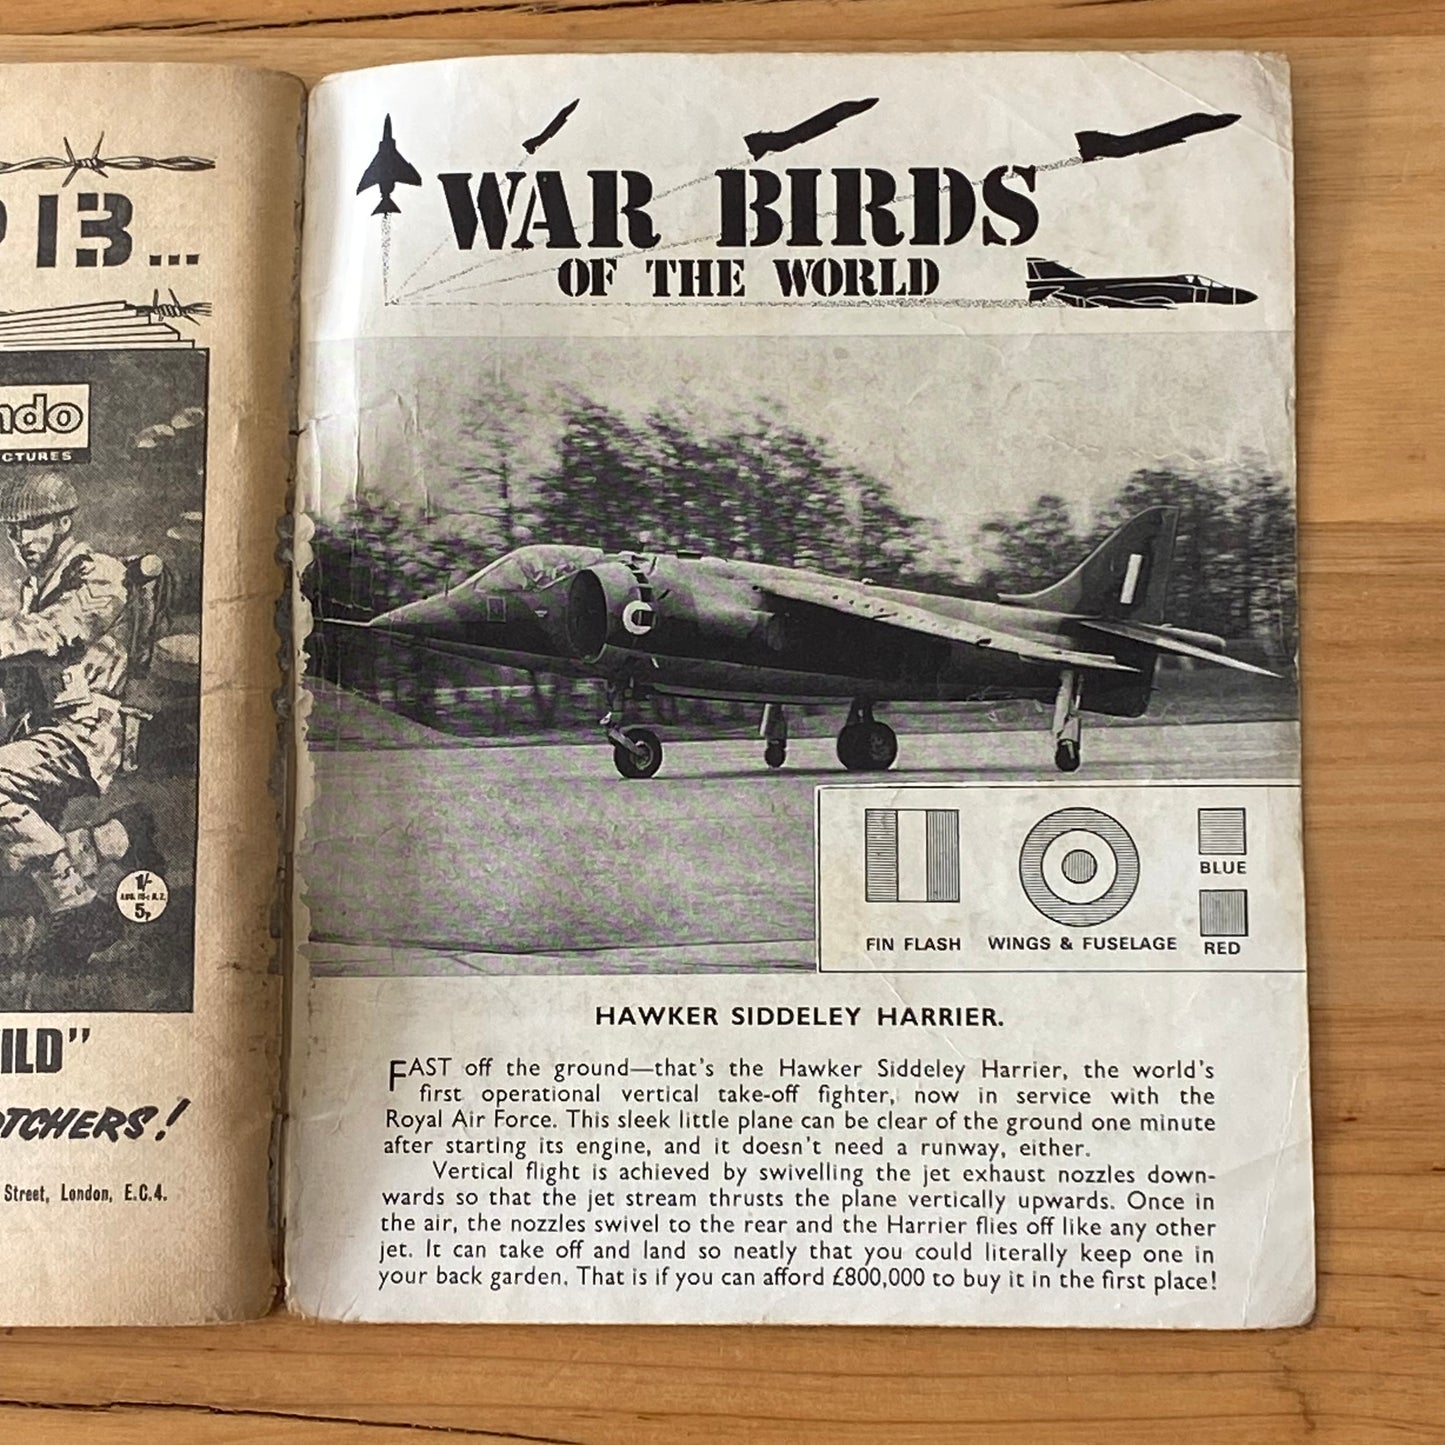 13...
ndo
CTURES
1/-
5p
ILD"
TCHERS!
Street, London, E.C.4.
WAR BIRDS
OF THE WORLD
FIN FLASH
WINGS & FUSELAGE
BLUE
RED
HAWKER SIDDELEY HARRIER.
FAST off the ground—that's the Hawker Siddeley Harrier, the world's
first operational vertical take-off fighter, now in service with the
Royal Air Force. This sleek little plane can be clear of the ground one minute
after starting its engine, and it doesn't need a runway, either.
Vertical flight is achieved by swivelling the jet exhaust nozzles down-
wards so that the jet stream thrusts the plane vertically upwards. Once in
the air, the nozzles swivel to the rear and the Harrier flies off like any other
jet. It can take off and land so neatly that you could literally keep one in
your back garden. That is if you can afford £800,000 to buy it in the first place!